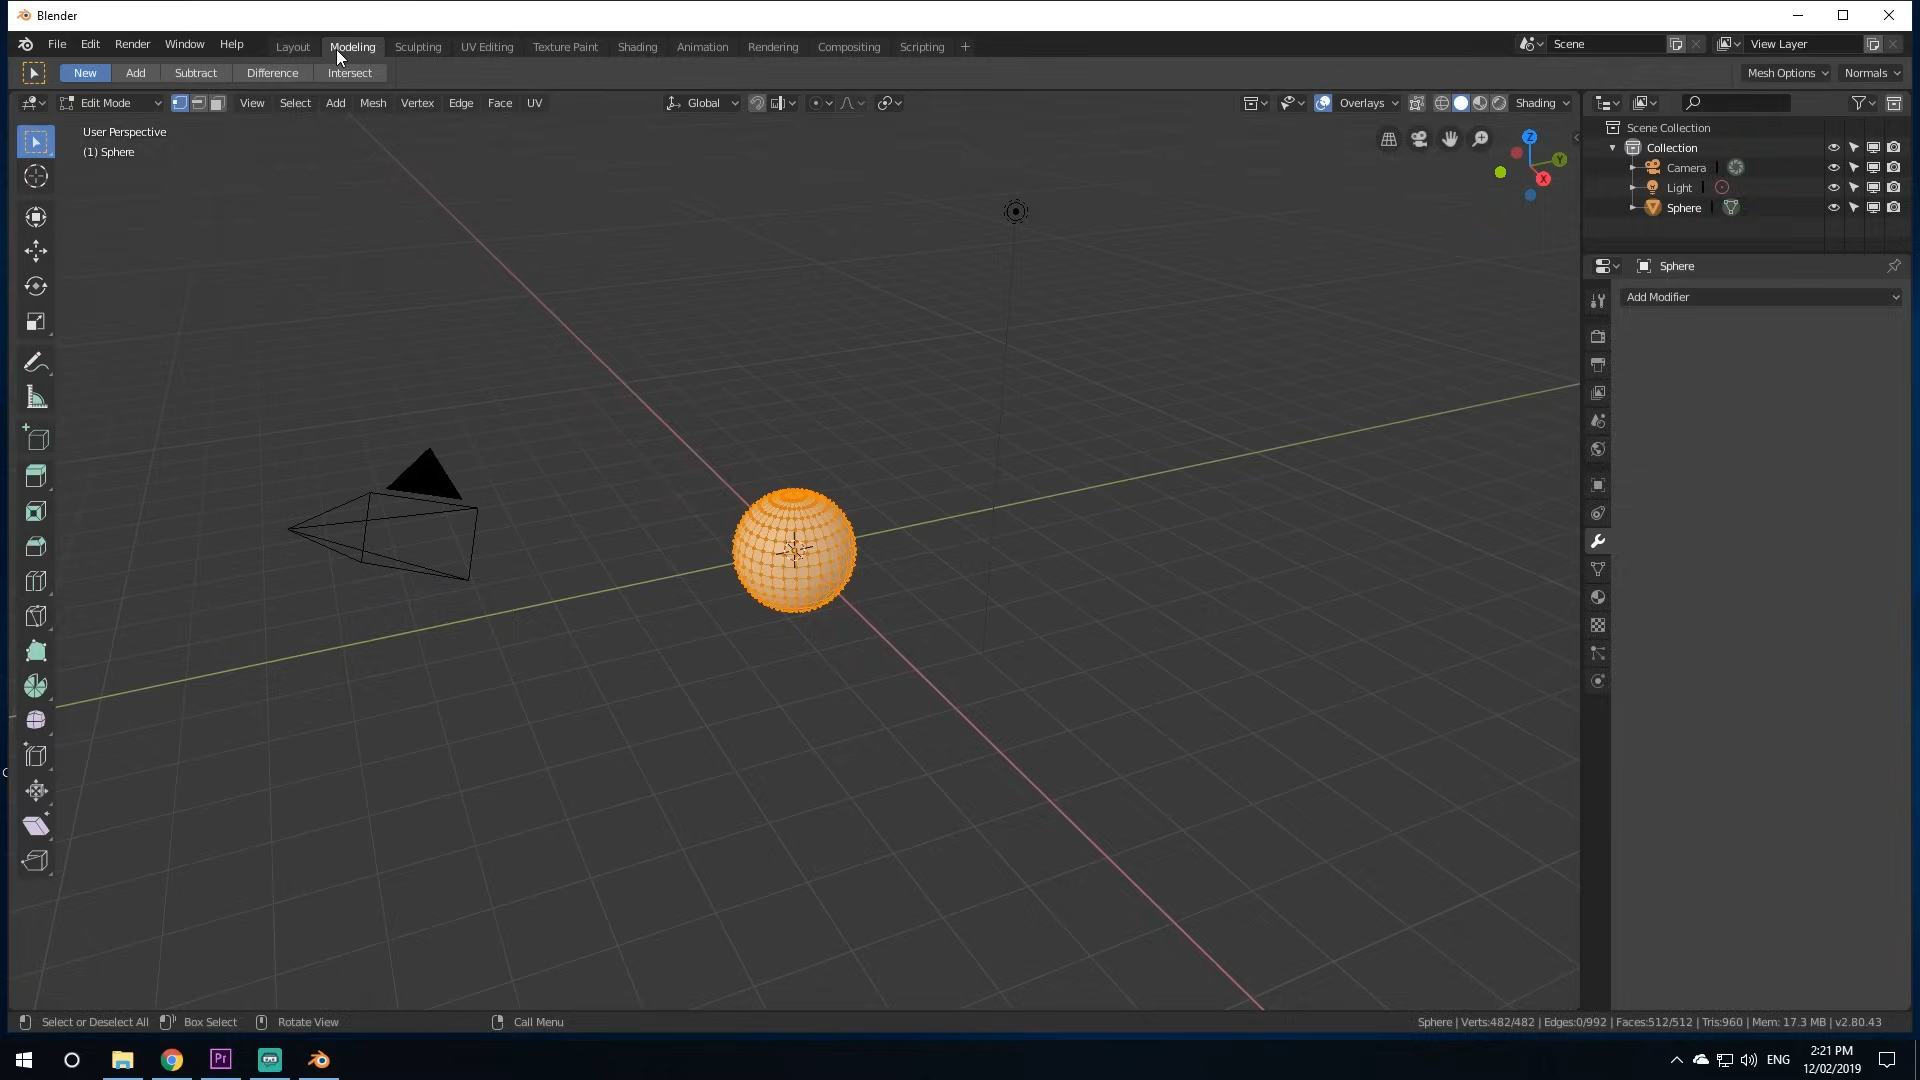 Blender
File Edit Render Window Help Layout Modeling Sculpting UV Editing Texture Paint Shading Animation Rendering Compositing Scripting + Scene View Layer
New Add Subtract Difference Intersect Mesh Options Normals
Edit Mode View Select Add Mesh Vertex Edge Face UV Global Overlays Shading
User Perspective
(1) Sphere
Z
Y
X
Scene Collection
Collection
Camera
Light
Sphere
Sphere
Add Modifier
Select or Deselect All Box Select Rotate View Call Menu Sphere | Verts:482/482 | Edges:0/992 | Faces:512/512 | Tris:960 | Mem: 17.3 MB | v2.80.43
Pr ENG 2:21 PM
12/02/2019